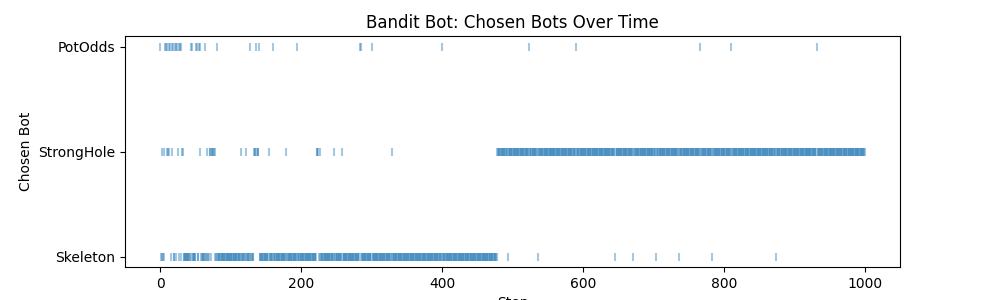 Bandit Bot: Chosen Bots Over Time
PotOdds
StrongHole
Skeleton
Chosen Bot
0 200 400 600 800 1000
Step